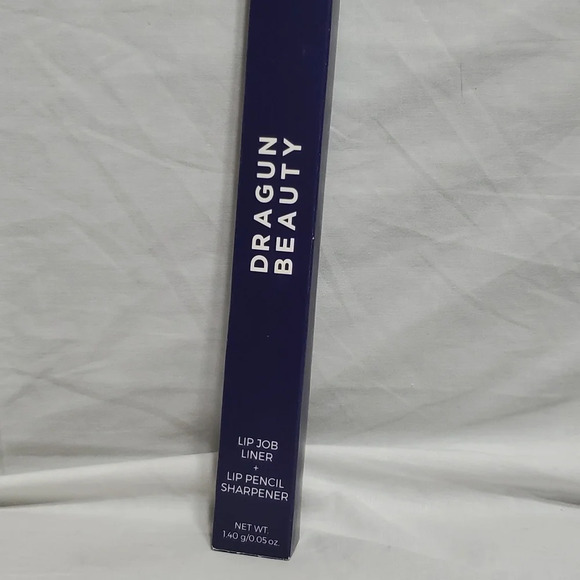 DRAGUN
BEAUTY
LIP JOB
LINER
+
LIP PENCIL
SHARPENER
NET WT.
1.40 g/0.05 oz.